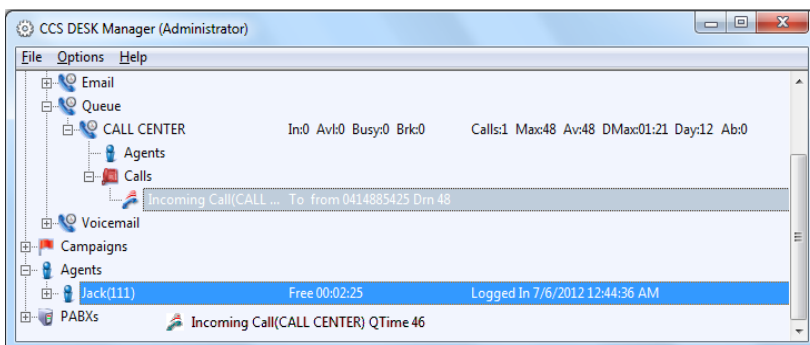 CCS DESK Manager (Administrator)
File Options Help
Email
Queue
CALL CENTER In:0 Avl:0 Busy:0 Brk:0 Calls:1 Max:48 Av:48 DMax:01:21 Day:12 Ab:0
Agents
Calls
Incoming Call(CALL ... To from 0414885425 Drn 48
Voicemail
Campaigns
Agents
Jack(111) Free 00:02:25 Logged In 7/6/2012 12:44:36 AM
PABXs
Incoming Call(CALL CENTER) QTime 46